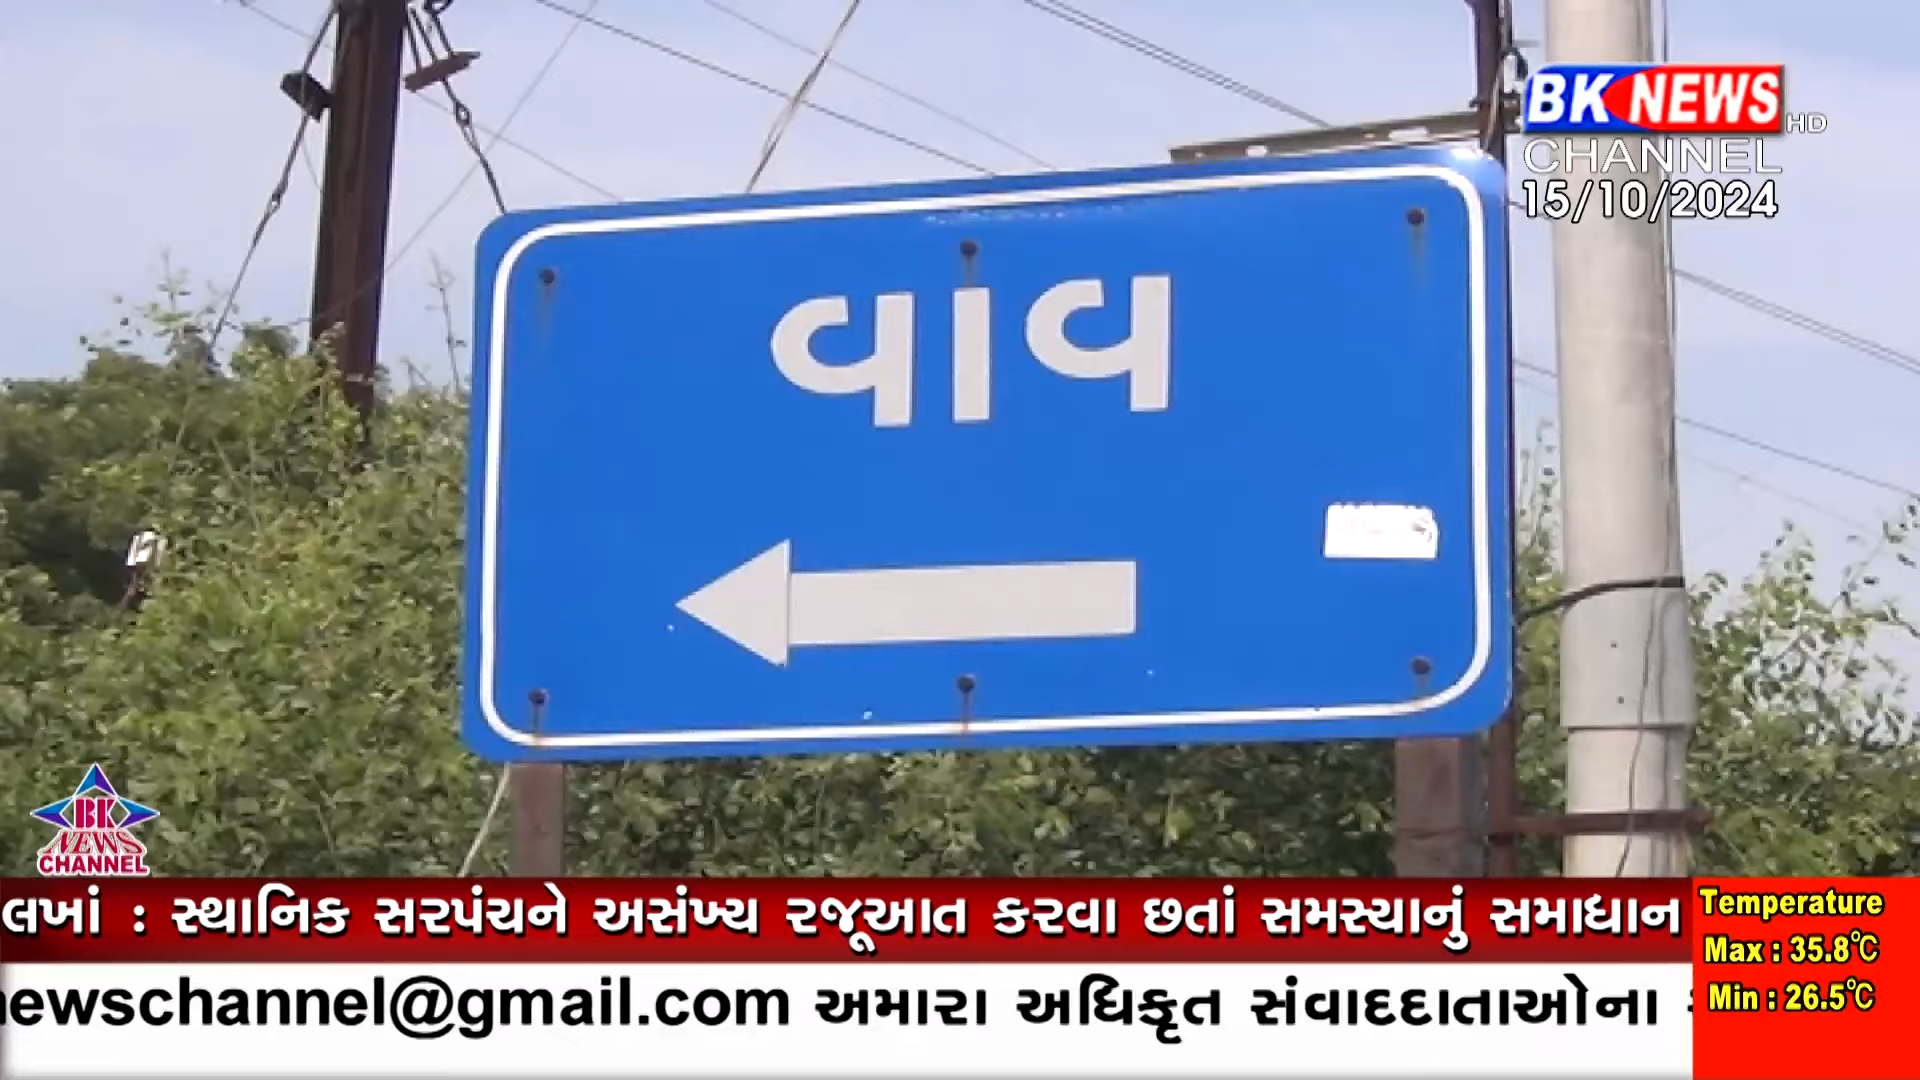 BK NEWS
HD
CHANNEL
15/10/2024
વાવ
BK
NEWS
CHANNEL
લખાં : સ્થાનિક સરપંચને અસંખ્ય રજૂઆત કરવા છતાં સમસ્યાનું સમાધાન
newschannel@gmail.com અમારા અધિકૃત સંવાદદાતાઓના
Temperature
Max : 35.8℃
Min : 26.5℃